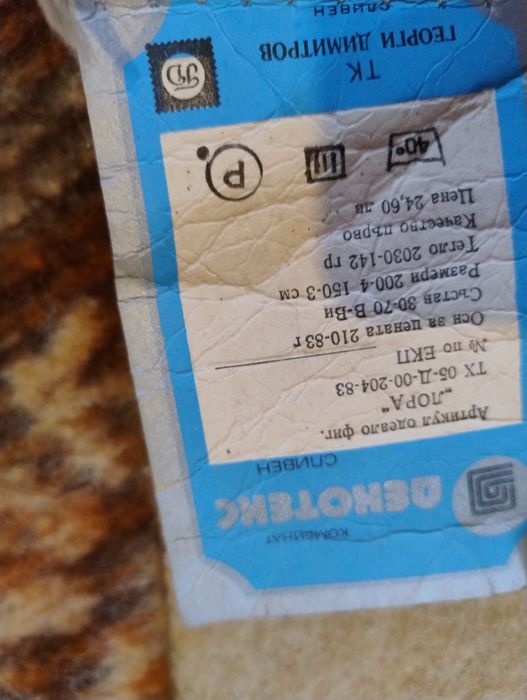 КОМБИНАТ
ДЕКОТЕКС
СЛИВЕН
Артикул одеяло фиг.
„ЛОРА“
ТХ 05-Д-00-204-83
№ по ЕКП
Осн за цената 210-83 г
Състав 30-70 В-Ви
Размери 200-4 150-3 см
Тегло 2030-142 гр
Качество първо
Цена 24,60 лв
40°
P
ТК
ГЕОРГИ ДИМИТРОВ
СЛИВЕН